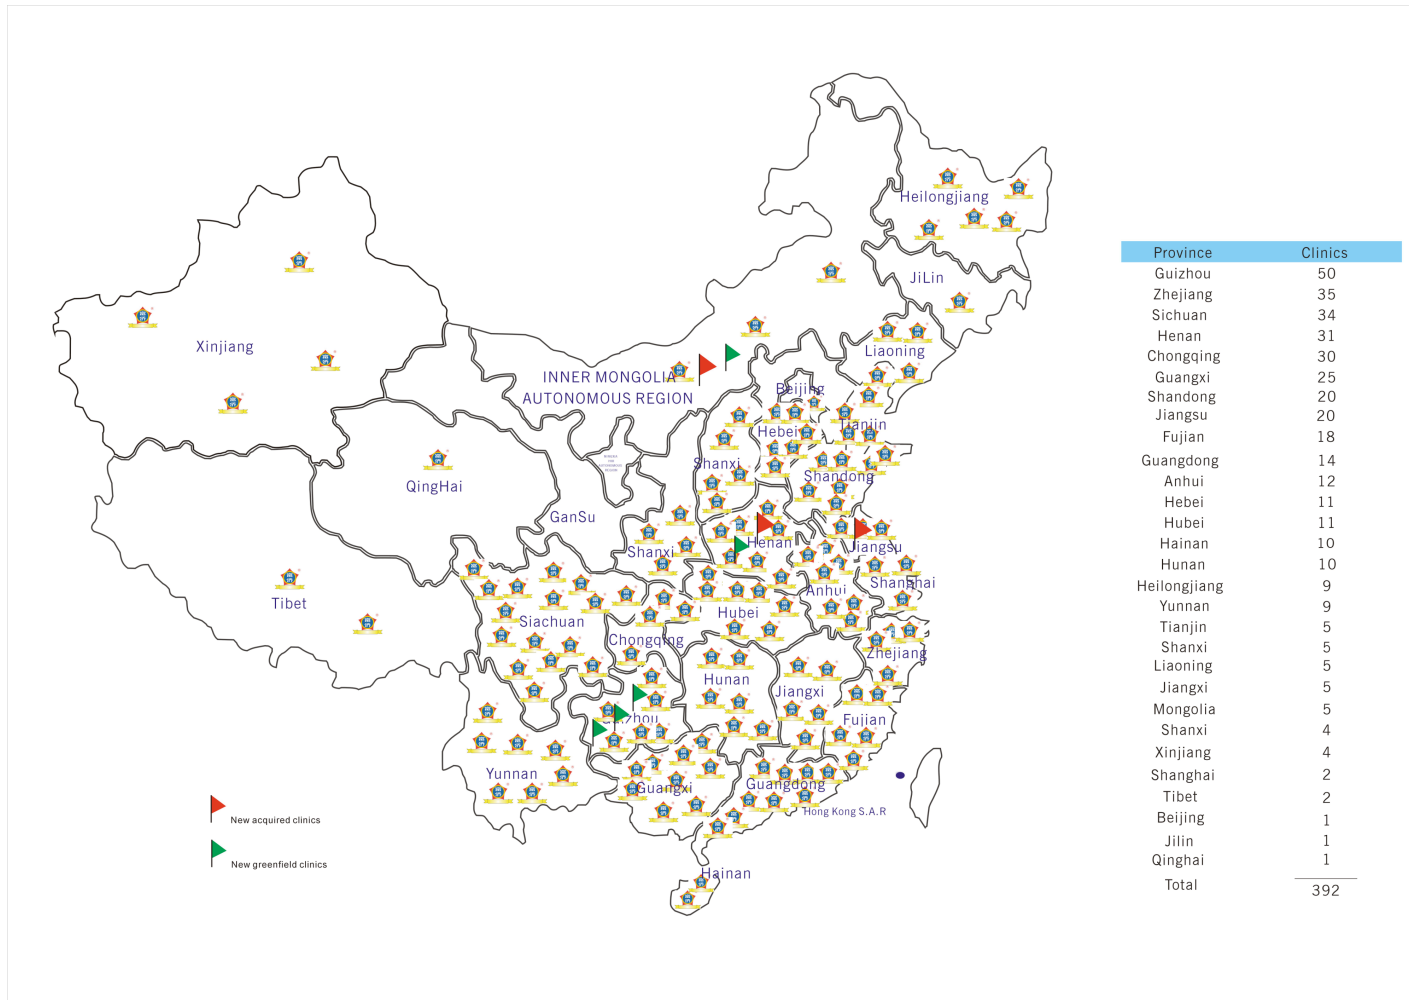 Heilongjiang
JiLin
Xinjiang
Liaoning
INNER MONGOLIA
AUTONOMOUS REGION
Beijing
Tianjin
Hebei
Shanxi
Shandong
QingHai
GanSu
Henan
Jiangsu
Shanxi
Shanghai
Anhui
Tibet
Hubei
Siachuan
Chongqing
Zhejiang
Hunan
Jiangxi
Guizhou
Fujian
Yunnan
Guangxi
Guangdong
Hong Kong S.A.R
Hainan
New acquired clinics
New greenfield clinics
Province Clinics
Guizhou 50
Zhejiang 35
Sichuan 34
Henan 31
Chongqing 30
Guangxi 25
Shandong 20
Jiangsu 20
Fujian 18
Guangdong 14
Anhui 12
Hebei 11
Hubei 11
Hainan 10
Hunan 10
Heilongjiang 9
Yunnan 9
Tianjin 5
Shanxi 5
Liaoning 5
Jiangxi 5
Mongolia 5
Shanxi 4
Xinjiang 4
Shanghai 2
Tibet 2
Beijing 1
Jilin 1
Qinghai 1
Total 392